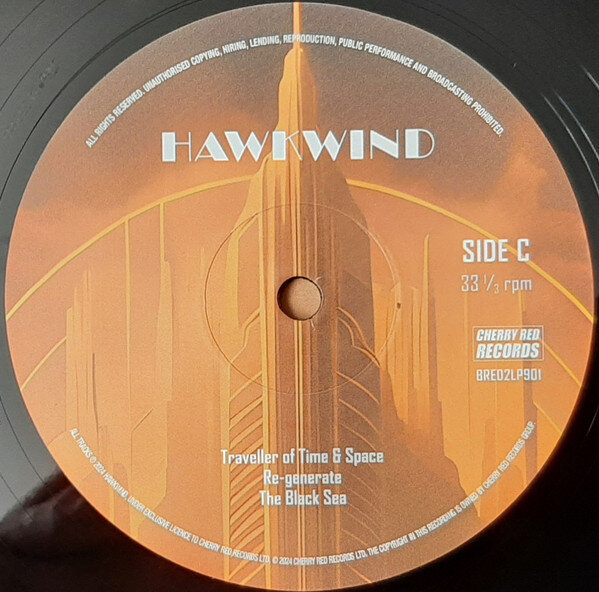 ALL RIGHTS RESERVED. UNAUTHORISED COPYING, HIRING, LENDING, REPRODUCTION, PUBLIC PERFORMANCE AND BROADCASTING PROHIBITED.
HAWKWIND
SIDE C
33 1/3 rpm
CHERRY RED
RECORDS
BRED2LP901
Traveller of Time & Space
Re-generate
The Black Sea
ALL TRACKS ℗ 2024 HAWKWIND. UNDER EXCLUSIVE LICENCE TO CHERRY RED RECORDS LTD. © 2024 CHERRY RED RECORDS LTD. THE COPYRIGHT IN THIS RECORDING IS OWNED BY CHERRY RED RECORDS GROUP.